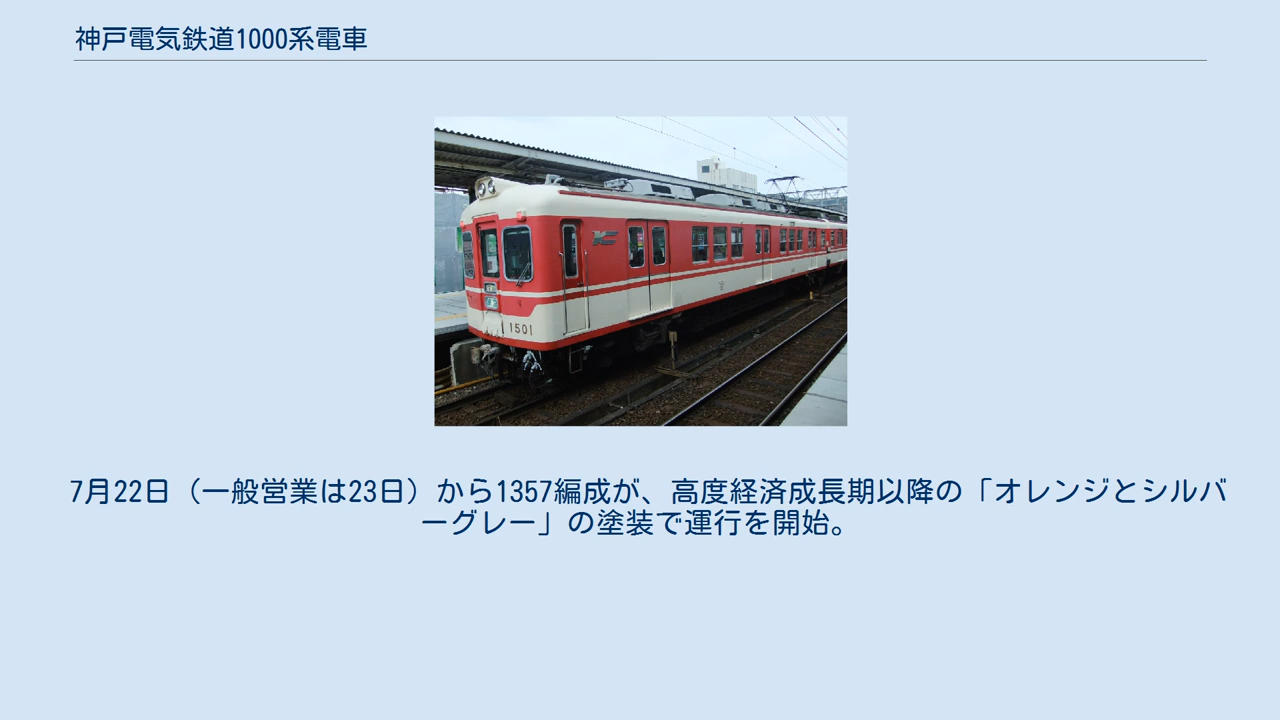 神戸電気鉄道1000系電車
1501
7月22日（一般営業は23日）から1357編成が、高度経済成長期以降の「オレンジとシルバ
ーグレー」の塗装で運行を開始。